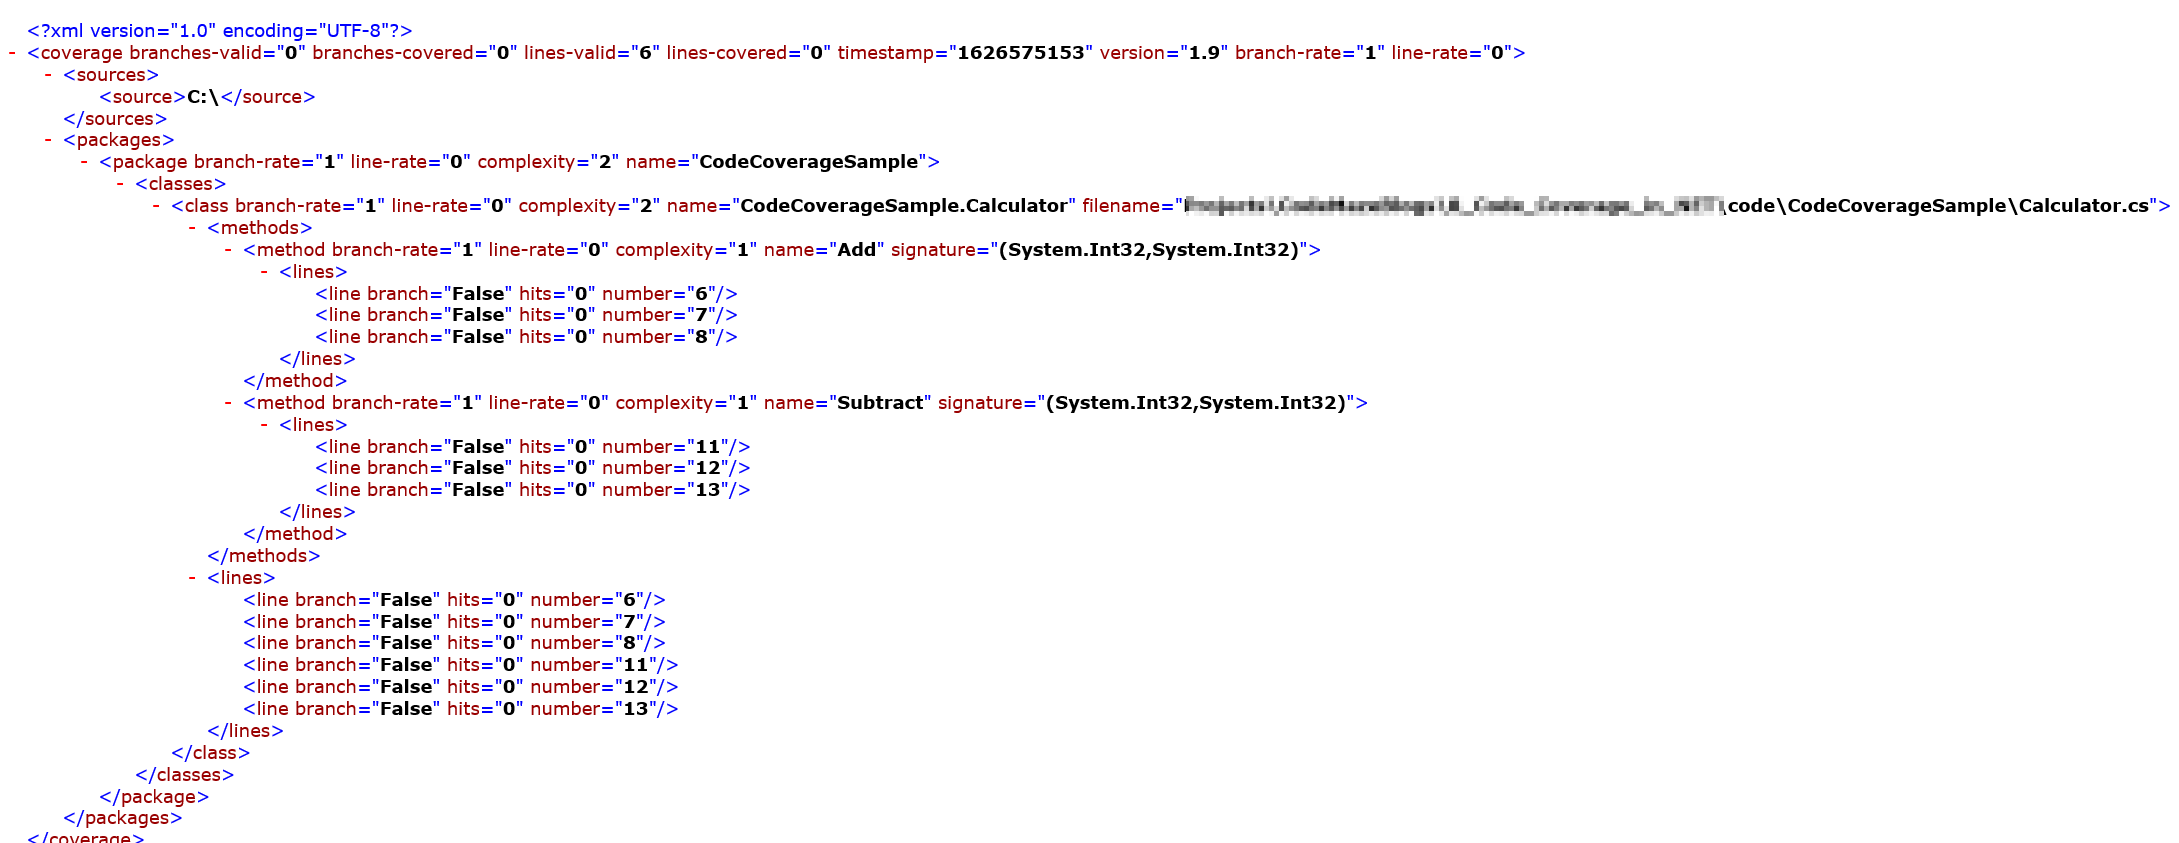 <?xml version="1.0" encoding="UTF-8"?>
- <coverage branches-valid="0" branches-covered="0" lines-valid="6" lines-covered="0" timestamp="1626575153" version="1.9" branch-rate="1" line-rate="0">
- <sources>
<source>C:\</source>
</sources>
- <packages>
- <package branch-rate="1" line-rate="0" complexity="2" name="CodeCoverageSample">
- <classes>
- <class branch-rate="1" line-rate="0" complexity="2" name="CodeCoverageSample.Calculator" filename="\code\CodeCoverageSample\Calculator.cs">
- <methods>
- <method branch-rate="1" line-rate="0" complexity="1" name="Add" signature="(System.Int32,System.Int32)">
- <lines>
<line branch="False" hits="0" number="6"/>
<line branch="False" hits="0" number="7"/>
<line branch="False" hits="0" number="8"/>
</lines>
</method>
- <method branch-rate="1" line-rate="0" complexity="1" name="Subtract" signature="(System.Int32,System.Int32)">
- <lines>
<line branch="False" hits="0" number="11"/>
<line branch="False" hits="0" number="12"/>
<line branch="False" hits="0" number="13"/>
</lines>
</method>
</methods>
- <lines>
<line branch="False" hits="0" number="6"/>
<line branch="False" hits="0" number="7"/>
<line branch="False" hits="0" number="8"/>
<line branch="False" hits="0" number="11"/>
<line branch="False" hits="0" number="12"/>
<line branch="False" hits="0" number="13"/>
</lines>
</class>
</classes>
</package>
</packages>
</coverage>